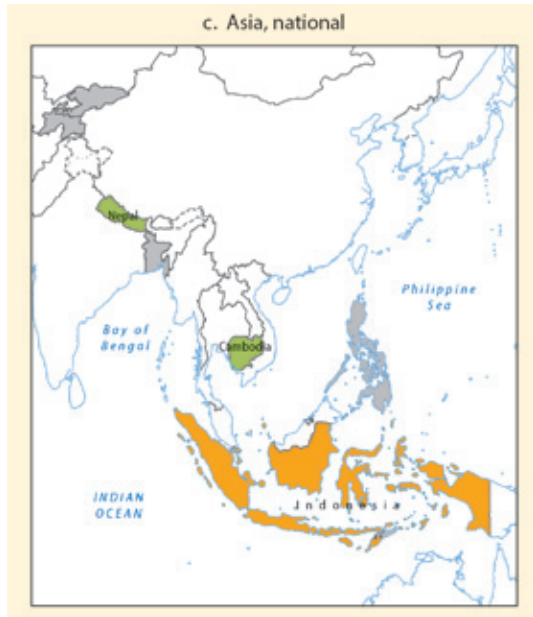 c. Asia, national
Nepal
Philippine
Sea
Bay of
Bengal
Cambodia
INDIAN
OCEAN
Indonesia